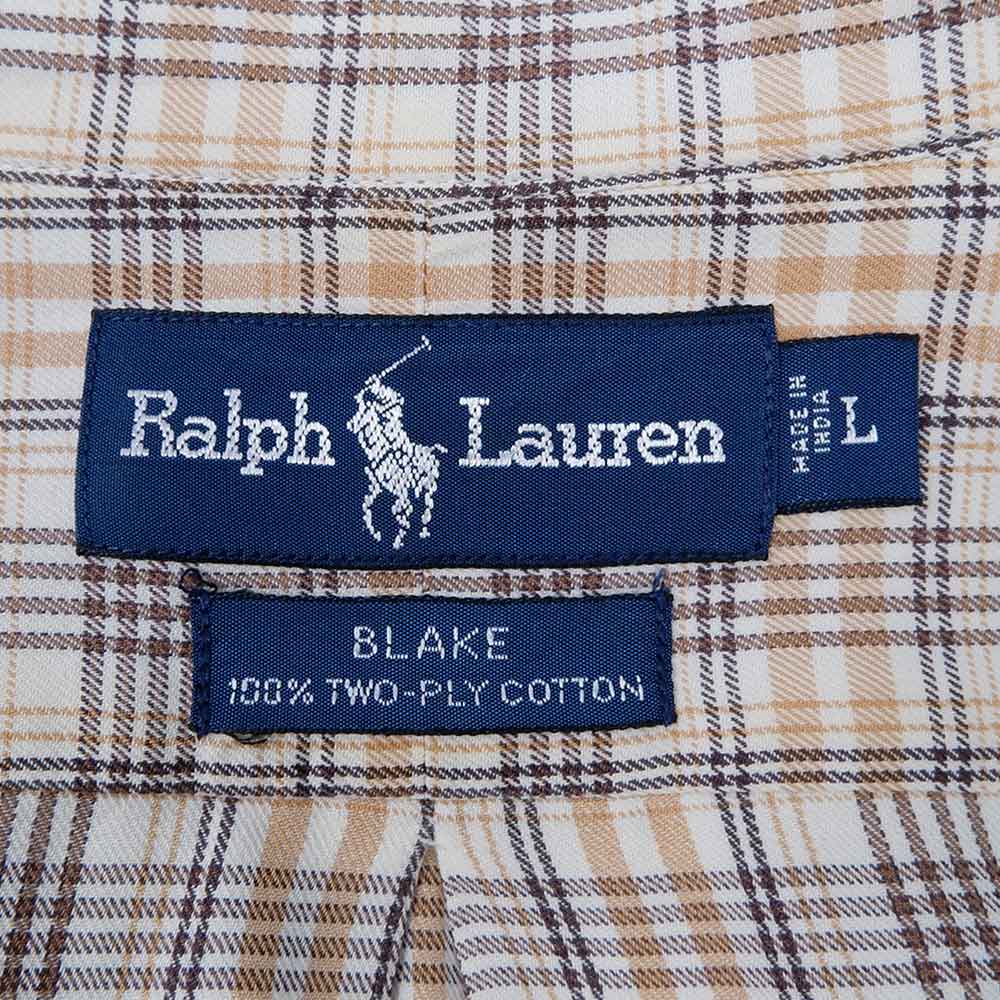 Ralph Lauren
MADE IN
INDIA
L
BLAKE
100% TWO-PLY COTTON